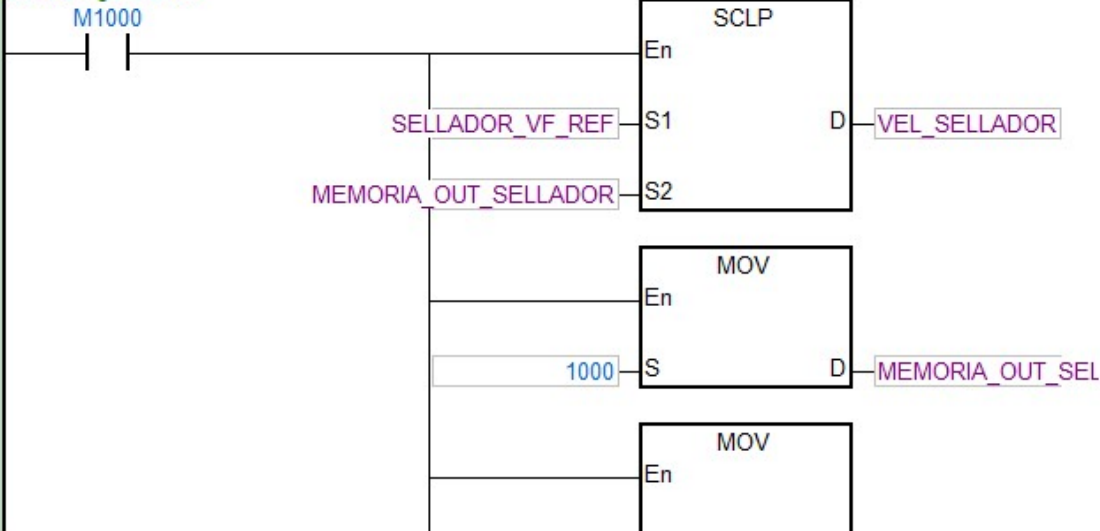 M1000
SCLP
En
SELLADOR_VF_REF S1 D VEL_SELLADOR
MEMORIA_OUT_SELLADOR S2
MOV
En
1000 S D MEMORIA_OUT_SEL
MOV
En